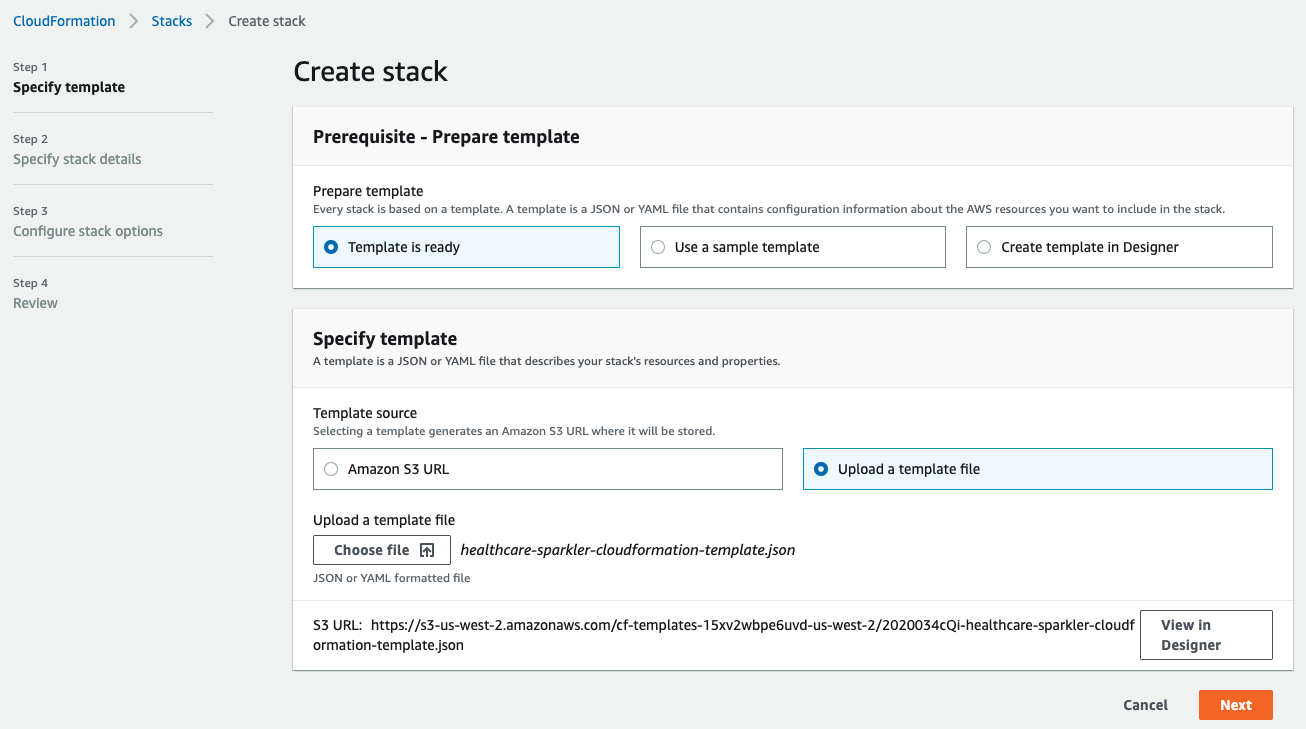 CloudFormation > Stacks > Create stack
Step 1
Specify template
Step 2
Specify stack details
Step 3
Configure stack options
Step 4
Review
Create stack
Prerequisite - Prepare template
Prepare template
Every stack is based on a template. A template is a JSON or YAML file that contains configuration information about the AWS resources you want to include in the stack.
Template is ready
Use a sample template
Create template in Designer
Specify template
A template is a JSON or YAML file that describes your stack's resources and properties.
Template source
Selecting a template generates an Amazon S3 URL where it will be stored.
Amazon S3 URL
Upload a template file
Upload a template file
Choose file healthcare-sparkler-cloudformation-template.json
JSON or YAML formatted file
S3 URL: https://s3-us-west-2.amazonaws.com/cf-templates-15xv2wbpe6uvd-us-west-2/2020034cQi-healthcare-sparkler-cloudf
ormation-template.json
View in
Designer
Cancel
Next